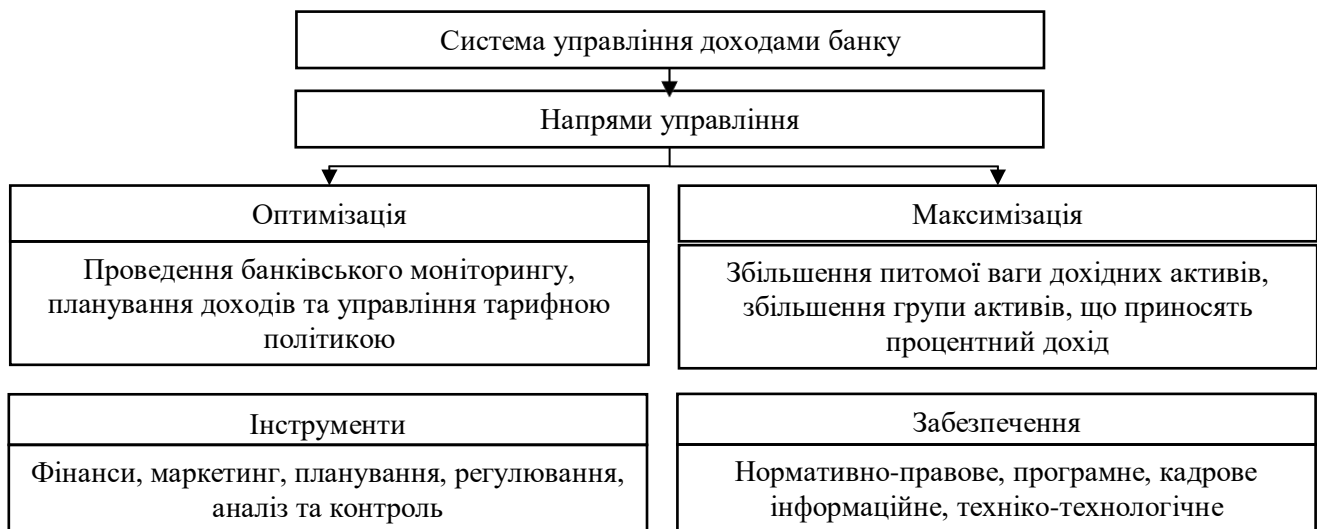 Система управління доходами банку
Напрями управління
Оптимізація
Проведення банківського моніторингу,
планування доходів та управління тарифною
політикою
Максимізація
Збільшення питомої ваги дохідних активів,
збільшення групи активів, що приносять
процентний дохід
Інструменти
Фінанси, маркетинг, планування, регулювання,
аналіз та контроль
Забезпечення
Нормативно-правове, програмне, кадрове
інформаційне, техніко-технологічне